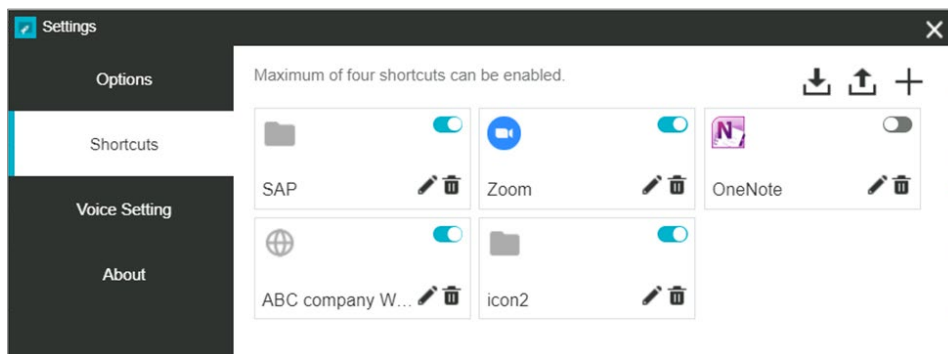 Settings
Options
Maximum of four shortcuts can be enabled.
Shortcuts
SAP
Zoom
N
OneNote
Voice Setting
ABC company W...
icon2
About